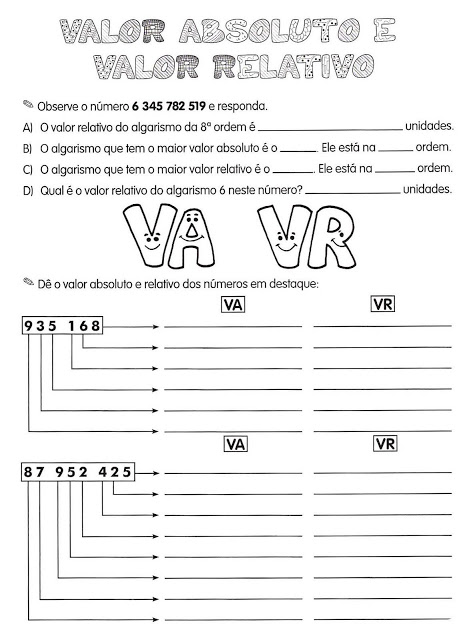 VALOR ABSOLUTO E
VALOR RELATIVO
Observe o número 6 345 782 519 e responda.
A) O valor relativo do algarismo da 8ª ordem é ____________________ unidades.
B) O algarismo que tem o maior valor absoluto é o ______. Ele está na ______ ordem.
C) O algarismo que tem o maior valor relativo é o ______. Ele está na ______ ordem.
D) Qual é o valor relativo do algarismo 6 neste número? ______________ unidades.
VA VR
Dê o valor absoluto e relativo dos números em destaque:
VA VR
935 168
VA VR
87 952 425